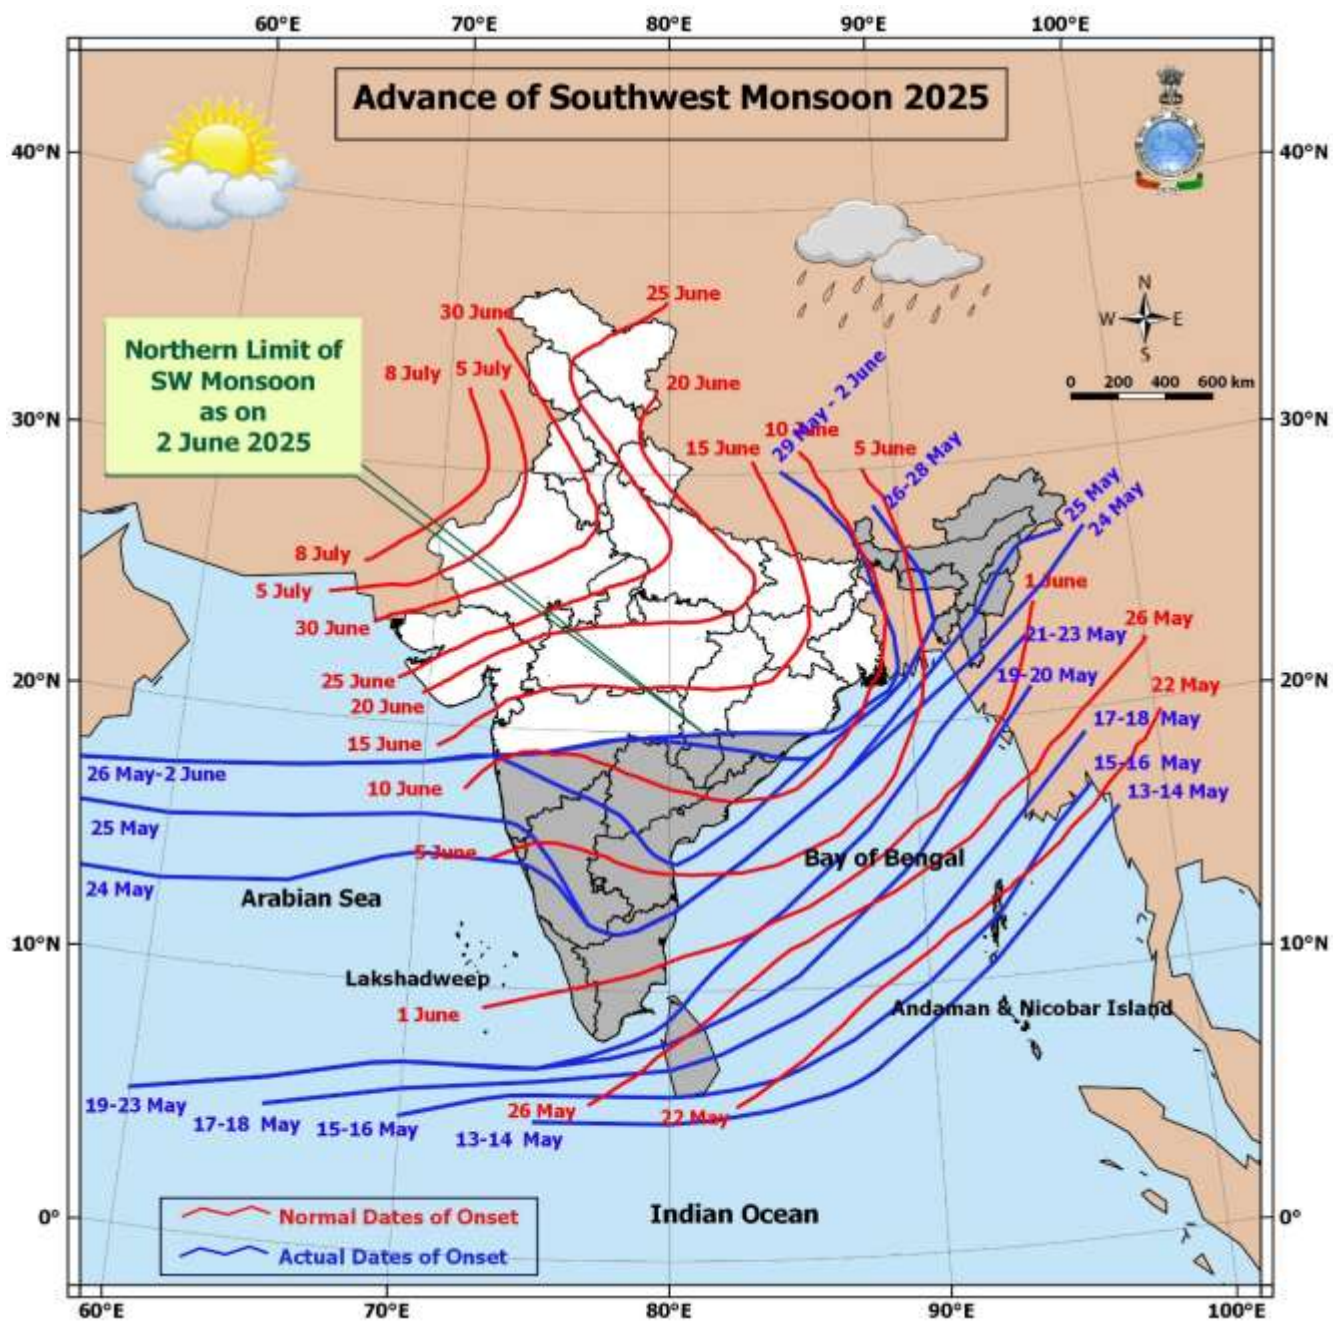 60°E 70°E 80°E 90°E 100°E
Advance of Southwest Monsoon 2025
40°N 40°N
N
W E
S
0 200 400 600 km
Northern Limit of
SW Monsoon
as on
2 June 2025
25 June
30 June
8 July 5 July
20 June
30°N 30°N
15 June
29 May - 2 June
10 June
5 June
26-28 May
25 May
24 May
8 July
5 July
30 June
1 June
26 May
21-23 May
19-20 May
25 June
20°N 20°N
22 May
20 June
17-18 May
15 June
26 May-2 June
15-16 May
10 June
13-14 May
25 May
5 June
Bay of Bengal
24 May
Arabian Sea
10°N 10°N
Lakshadweep
1 June
Andaman & Nicobar Island
19-23 May
17-18 May
15-16 May
13-14 May
26 May
22 May
Normal Dates of Onset
Actual Dates of Onset
Indian Ocean
0° 0°
60°E 70°E 80°E 90°E 100°E